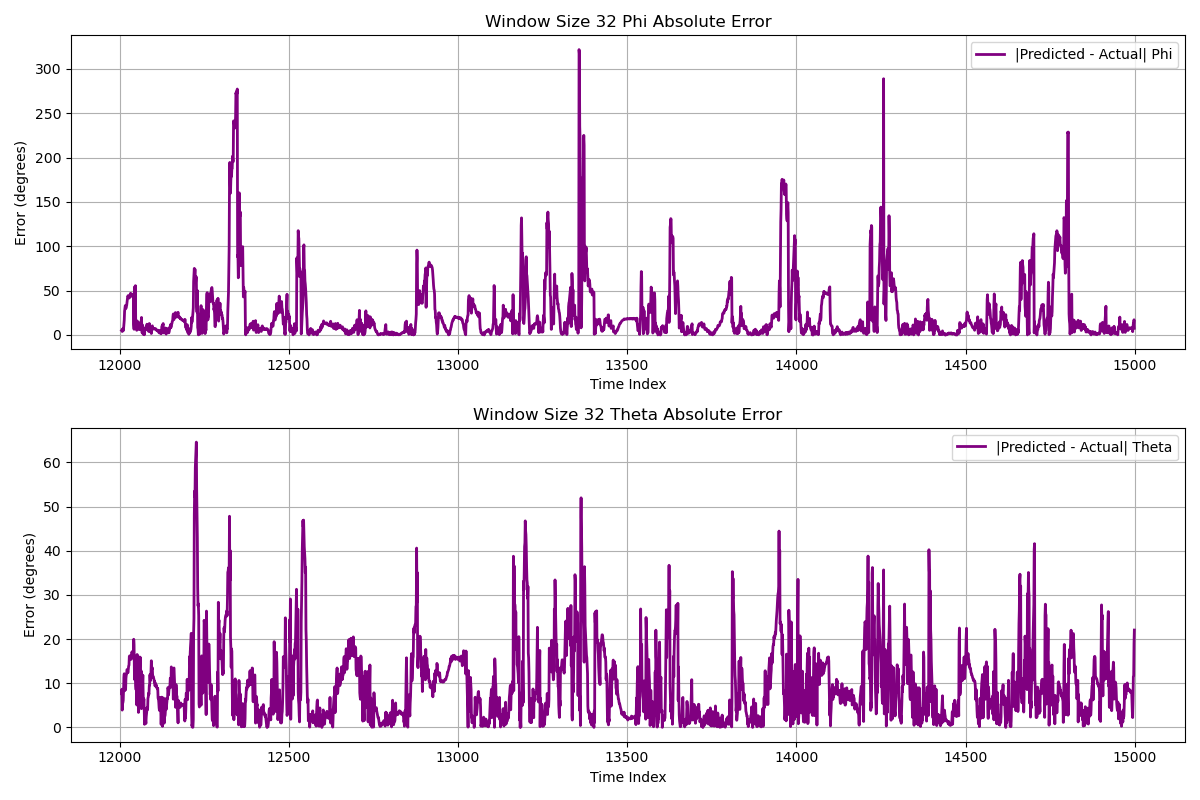 Window Size 32 Phi Absolute Error
|Predicted - Actual| Phi
Error (degrees)
300
250
200
150
100
50
0
12000 12500 13000 13500 14000 14500 15000
Time Index
Window Size 32 Theta Absolute Error
|Predicted - Actual| Theta
Error (degrees)
60
50
40
30
20
10
0
12000 12500 13000 13500 14000 14500 15000
Time Index